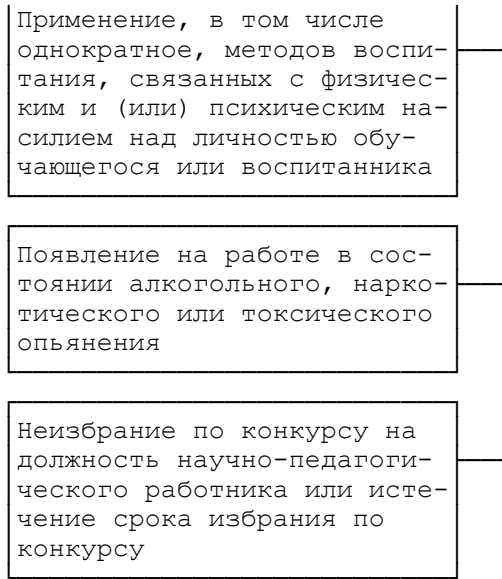 Применение, в том числе
однократное, методов воспи-
тания, связанных с физичес-
ким и (или) психическим на-
силием над личностью обу-
чающегося или воспитанника
Появление на работе в сос-
тоянии алкогольного, нарко-
тического или токсического
опьянения
Неизбрание по конкурсу на
должность научно-педагоги-
ческого работника или исте-
чение срока избрания по
конкурсу